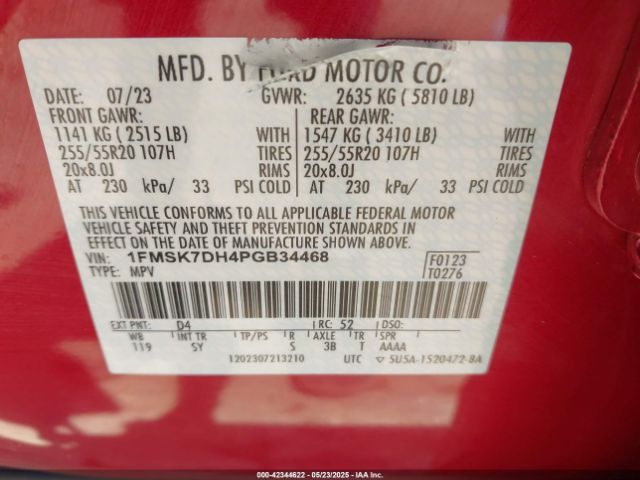 MFD. BY FORD MOTOR CO.
DATE: 07/23 GVWR: 2635 KG ( 5810 LB)
FRONT GAWR: REAR GAWR:
1141 KG ( 2515 LB) WITH 1547 KG ( 3410 LB) WITH
255/55R20 107H TIRES 255/55R20 107H TIRES
20x8.0J RIMS 20x8.0J RIMS
AT 230 kPa/ 33 PSI COLD AT 230 kPa/ 33 PSI COLD
THIS VEHICLE CONFORMS TO ALL APPLICABLE FEDERAL MOTOR
VEHICLE SAFETY AND THEFT PREVENTION STANDARDS IN
EFFECT ON THE DATE OF MANUFACTURE SHOWN ABOVE.
VIN: 1FMSK7DH4PGB34468 F0123
TYPE: MPV T0276
EXT PNT: D4 RC: 52 DSO:
WB INT TR TP/PS R AXLE TR SPR
119 5Y S 3B T AAAA
1202307213210 UTC ▽ 5U5A-1520472-8A
000-42344622 05/23/2025 IAA Inc.